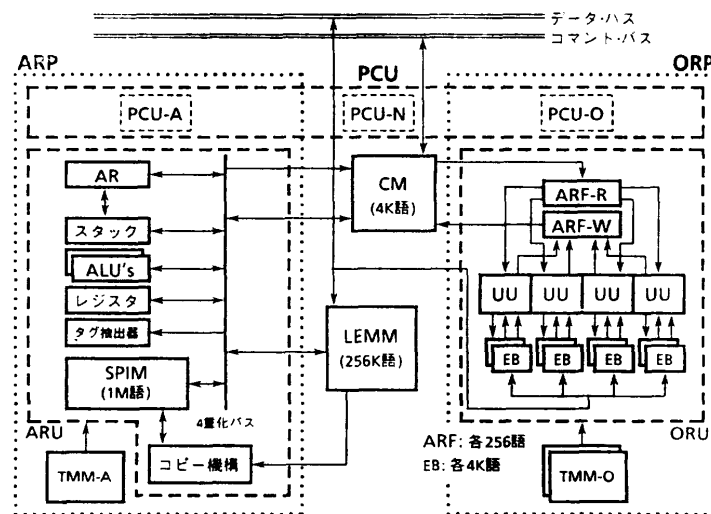 データ・バス
コマンド・バス
ARP
PCU
ORP
PCU-A
PCU-N
PCU-O
AR
スタック
ALU's
レジスタ
タグ抽出器
SPIM
(1M語)
4重化バス
コピー機構
ARU
TMM-A
CM
(4K語)
LEMM
(256K語)
ARF-R
ARF-W
UU
UU
UU
UU
EB
EB
EB
EB
ARF: 各256語
EB: 各4K語
ORU
TMM-O